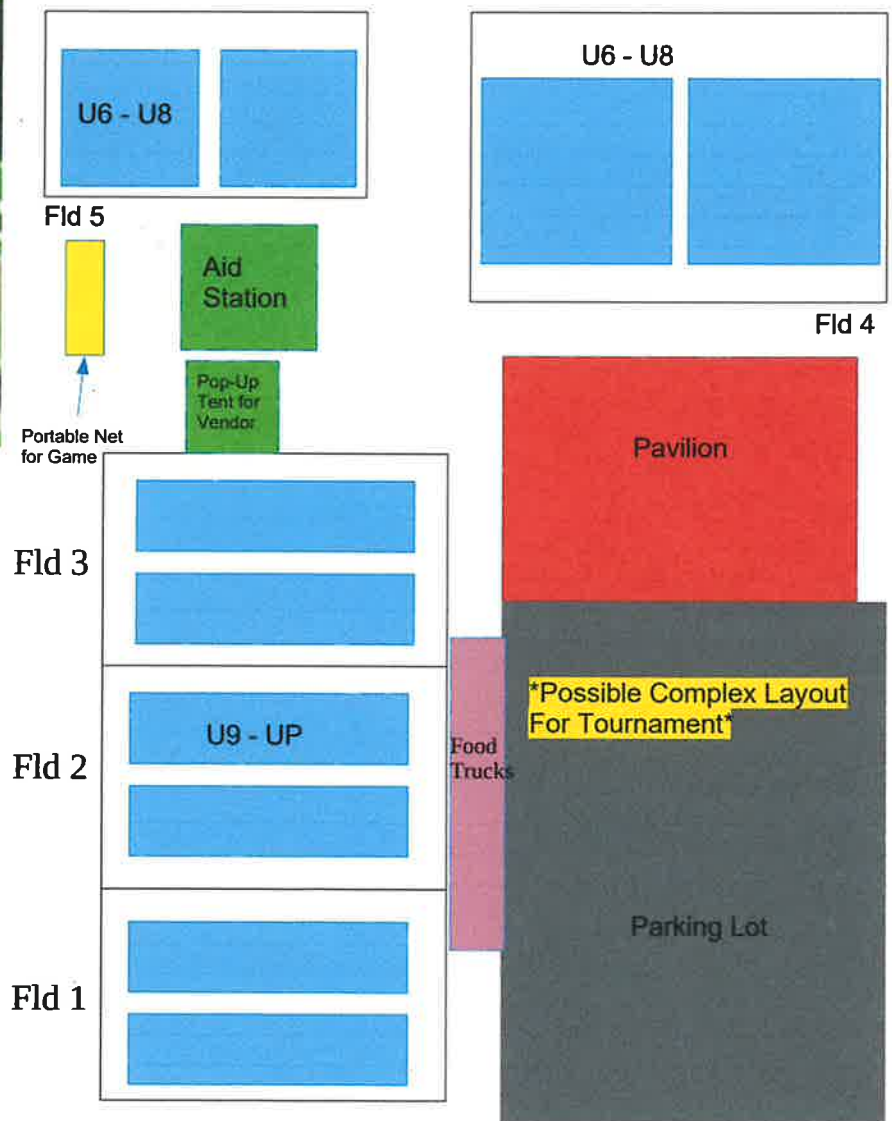 U6 - U8
U6 - U8
Fld 5
Fld 4
Aid
Station
Pop-Up
Tent for
Vendor
Portable Net
for Game
Pavilion
Fld 3
*Possible Complex Layout
For Tournament*
U9 - UP
Fld 2
Food
Trucks
Parking Lot
Fld 1